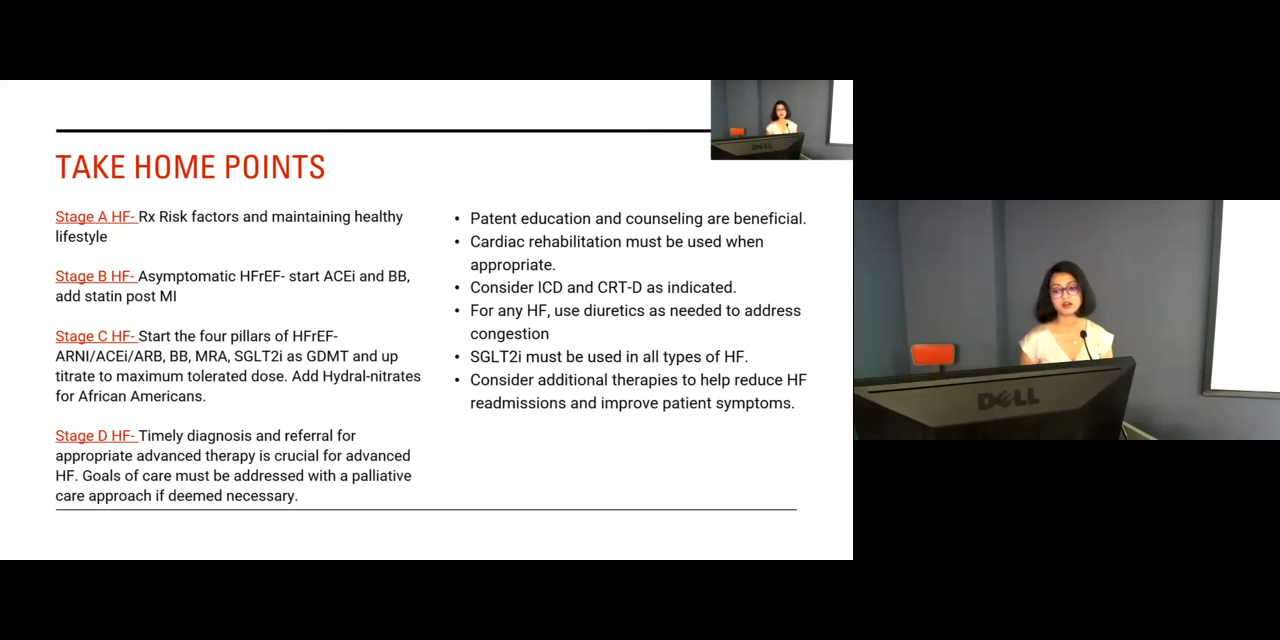 TAKE HOME POINTS
Stage A HF- Rx Risk factors and maintaining healthy
lifestyle
Stage B HF- Asymptomatic HFrEF- start ACEi and BB,
add statin post MI
Stage C HF- Start the four pillars of HFrEF-
ARNI/ACEi/ARB, BB, MRA, SGLT2i as GDMT and up
titrate to maximum tolerated dose. Add Hydral-nitrates
for African Americans.
Stage D HF- Timely diagnosis and referral for
appropriate advanced therapy is crucial for advanced
HF. Goals of care must be addressed with a palliative
care approach if deemed necessary.
• Patent education and counseling are beneficial.
• Cardiac rehabilitation must be used when
appropriate.
• Consider ICD and CRT-D as indicated.
• For any HF, use diuretics as needed to address
congestion
• SGLT2i must be used in all types of HF.
• Consider additional therapies to help reduce HF
readmissions and improve patient symptoms.
DELL
DELL